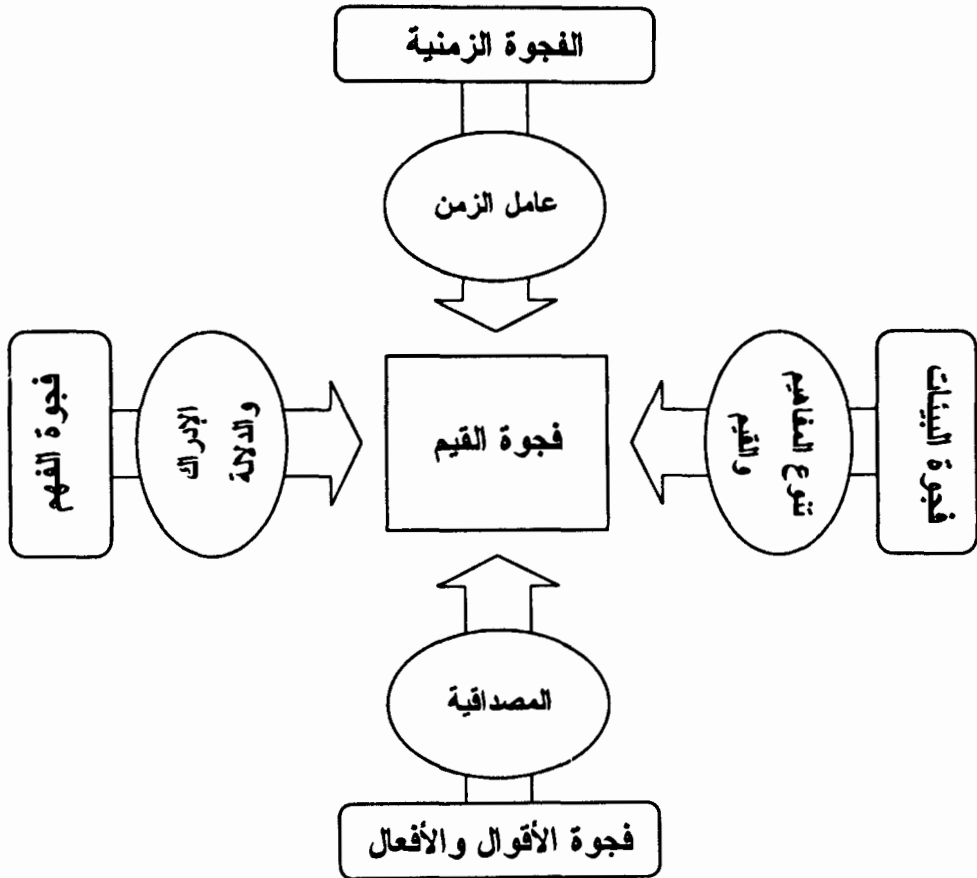 الفجوة الزمنية
عامل الزمن
فجوة البيئات
تنوع المفاهيم
والقيم
فجوة القيم
الإدراك
والدلالة
فجوة الفهم
المصداقية
فجوة الأقوال والأفعال